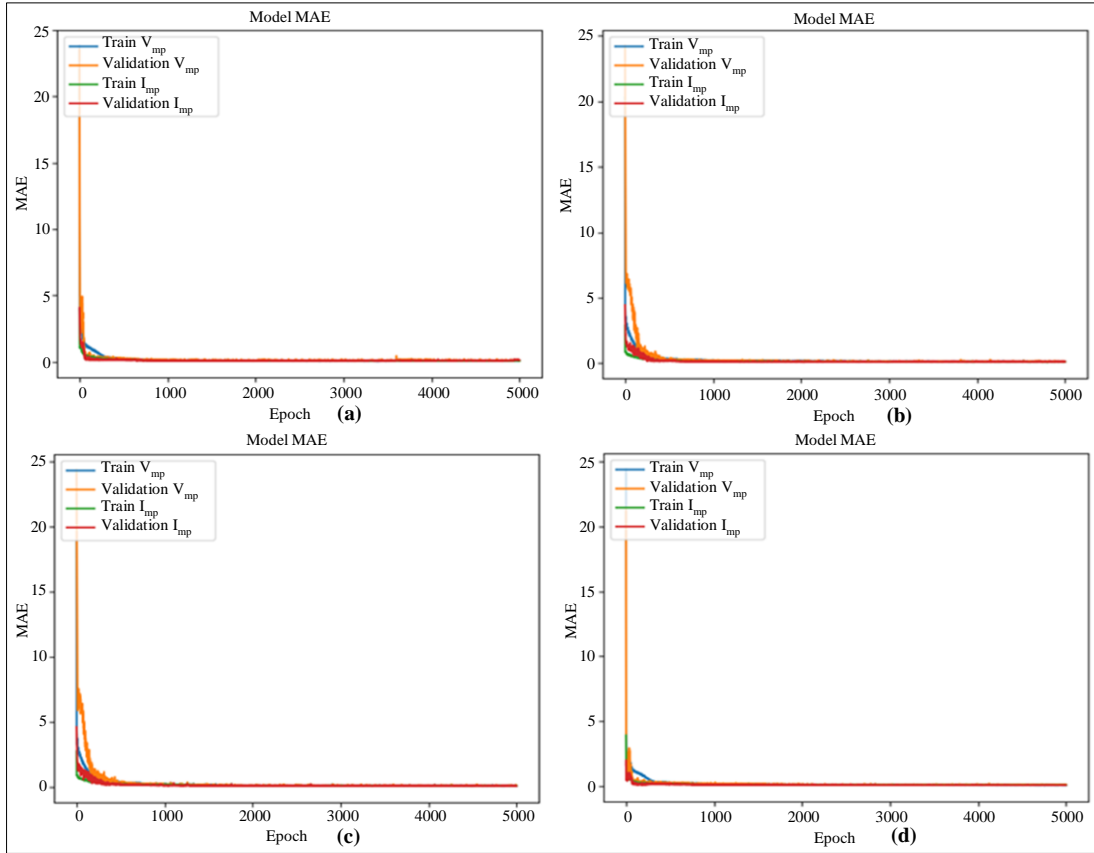 Model MAE
25
20
15
10
5
0
MAE
Train V_mp
Validation V_mp
Train I_mp
Validation I_mp
0 1000 2000 3000 4000 5000
Epoch (a)
Model MAE
25
20
15
10
5
0
MAE
Train V_mp
Validation V_mp
Train I_mp
Validation I_mp
0 1000 2000 3000 4000 5000
Epoch (b)
Model MAE
25
20
15
10
5
0
MAE
Train V_mp
Validation V_mp
Train I_mp
Validation I_mp
0 1000 2000 3000 4000 5000
Epoch (c)
Model MAE
25
20
15
10
5
0
MAE
Train V_mp
Validation V_mp
Train I_mp
Validation I_mp
0 1000 2000 3000 4000 5000
Epoch (d)